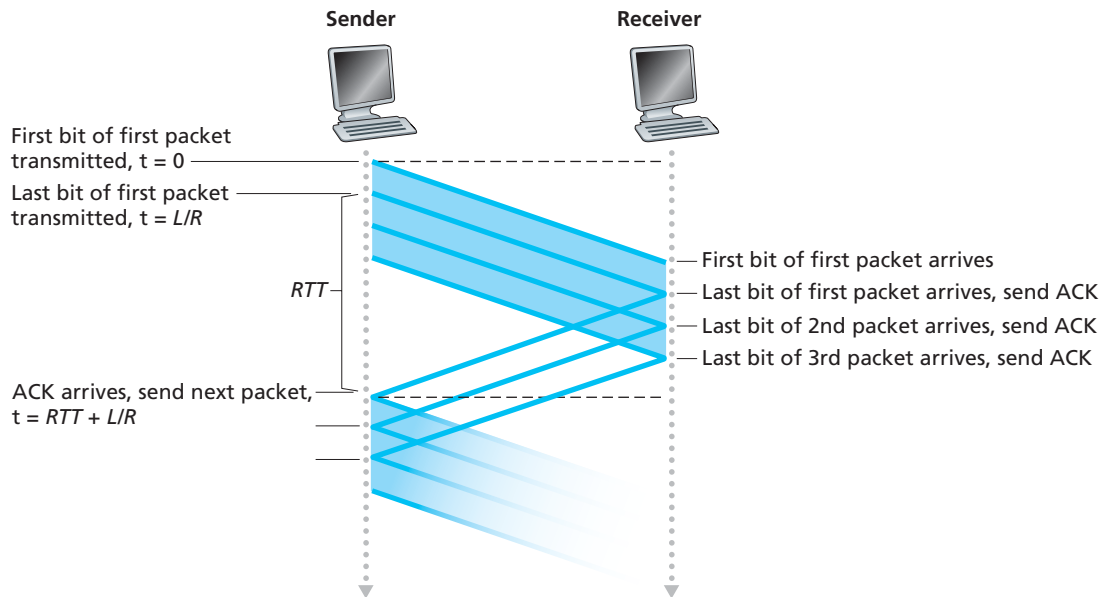 Sender
Receiver
First bit of first packet
transmitted, t = 0
Last bit of first packet
transmitted, t = L/R
RTT
First bit of first packet arrives
Last bit of first packet arrives, send ACK
Last bit of 2nd packet arrives, send ACK
Last bit of 3rd packet arrives, send ACK
ACK arrives, send next packet,
t = RTT + L/R